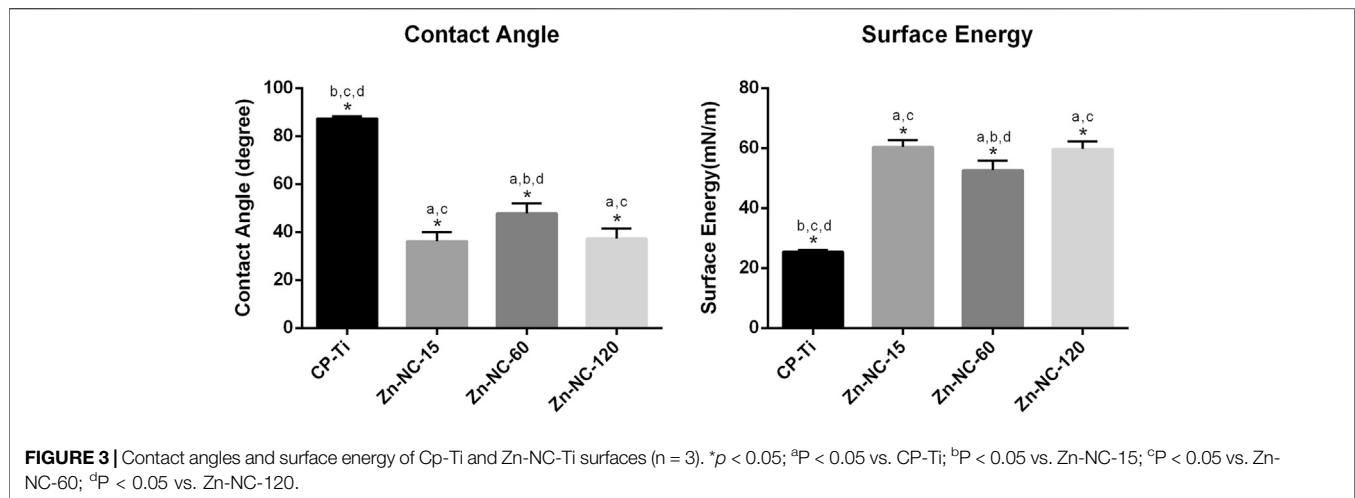 Contact Angle
Contact Angle (degree)
100
80
60
40
20
0
b,c,d
*
a,c
*
a,b,d
*
a,c
*
CP-Ti
Zn-NC-15
Zn-NC-60
Zn-NC-120
Surface Energy
Surface Energy(mN/m)
80
60
40
20
0
b,c,d
*
a,c
*
a,b,d
*
a,c
*
CP-Ti
Zn-NC-15
Zn-NC-60
Zn-NC-120
FIGURE 3 | Contact angles and surface energy of Cp-Ti and Zn-NC-Ti surfaces (n = 3). *p < 0.05; ᵃP < 0.05 vs. CP-Ti; ᵇP < 0.05 vs. Zn-NC-15; ᶜP < 0.05 vs. Zn-
NC-60; ᵈP < 0.05 vs. Zn-NC-120.